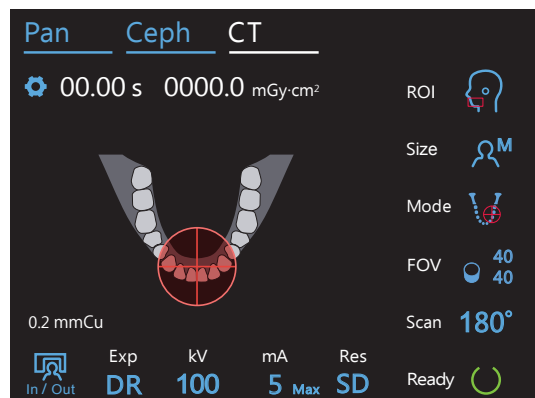 Pan Ceph CT
00.00 s 0000.0 mGy·cm²
ROI
Size M
Mode
FOV 40
40
0.2 mmCu
Scan 180°
Exp kV mA Res
In / Out DR 100 5 Max SD
Ready